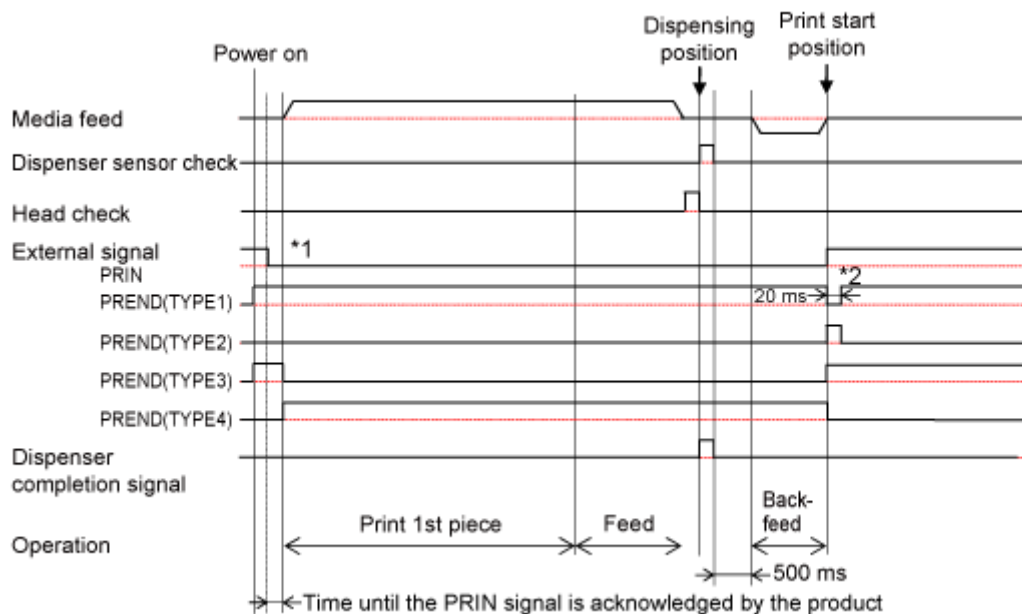 Dispensing
position
Print start
position
Power on
Media feed
Dispenser sensor check
Head check
External signal
*1
PRIN
*2
PREND(TYPE1)
20 ms
PREND(TYPE2)
PREND(TYPE3)
PREND(TYPE4)
Dispenser
completion signal
Operation
Print 1st piece
Feed
Back-
feed
500 ms
Time until the PRIN signal is acknowledged by the product